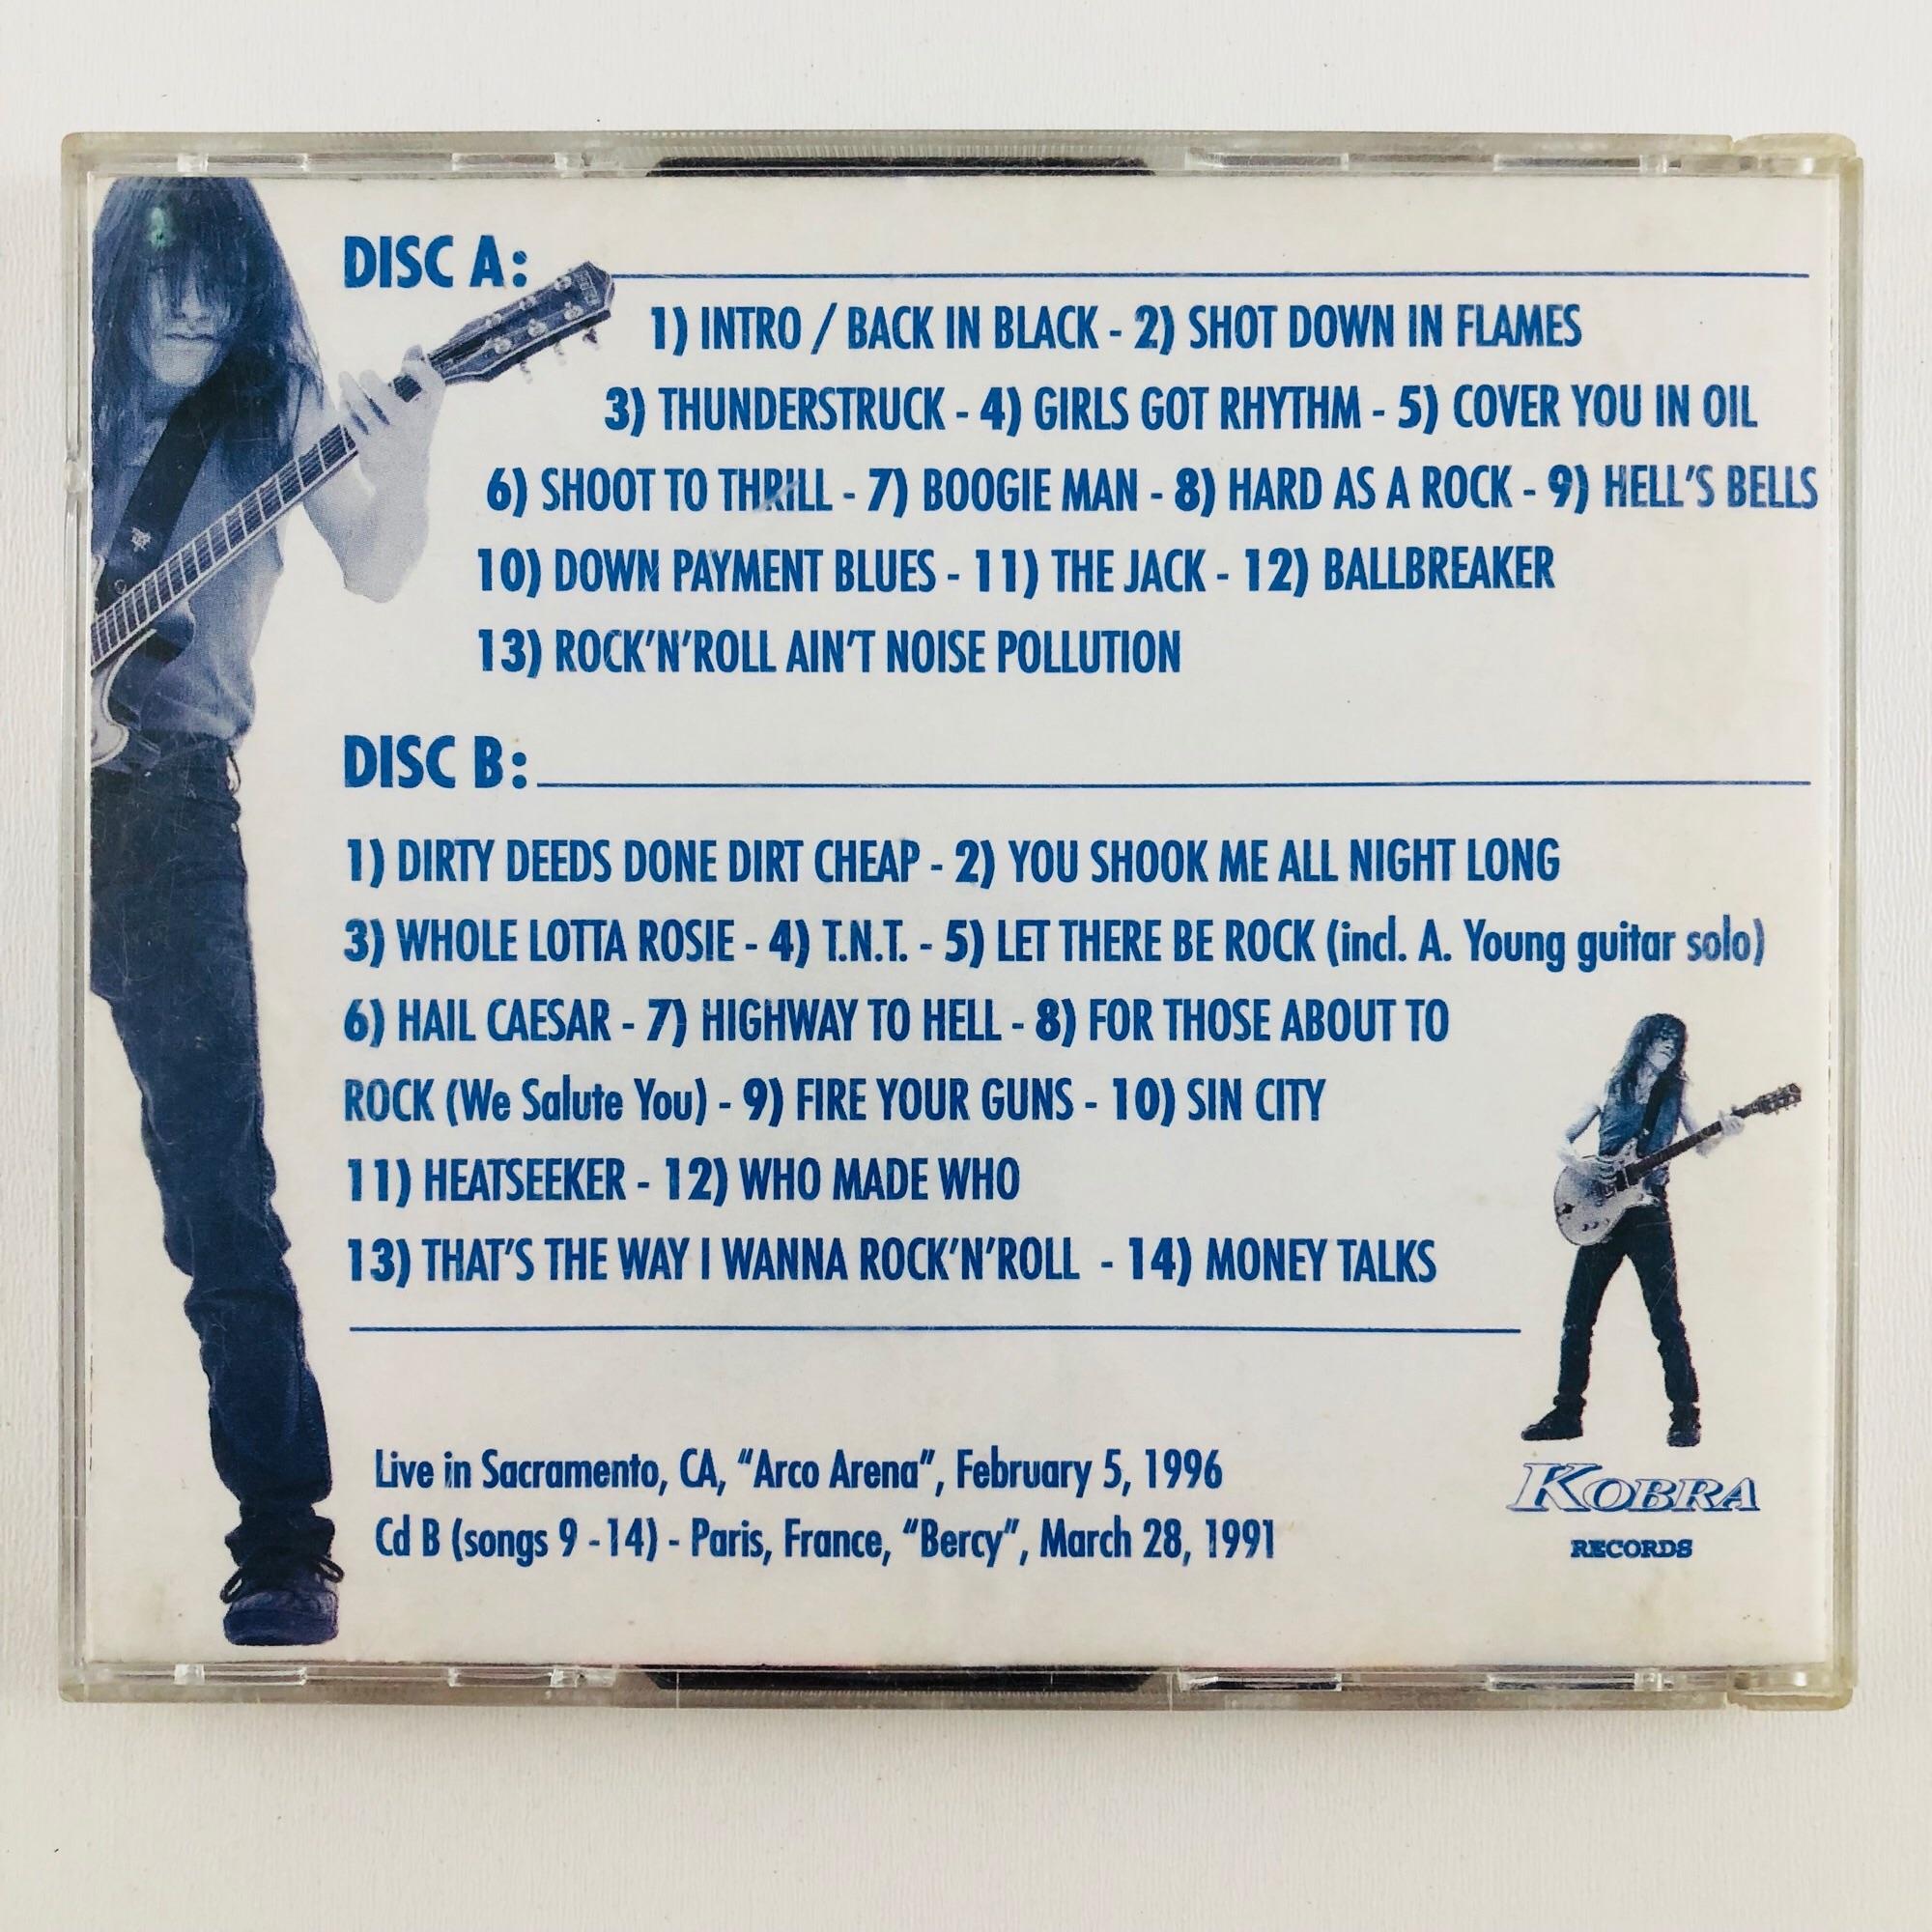 DISC A:
1) INTRO / BACK IN BLACK - 2) SHOT DOWN IN FLAMES
3) THUNDERSTRUCK - 4) GIRLS GOT RHYTHM - 5) COVER YOU IN OIL
6) SHOOT TO THRILL - 7) BOOGIE MAN - 8) HARD AS A ROCK - 9) HELL'S BELLS
10) DOWN PAYMENT BLUES - 11) THE JACK - 12) BALLBREAKER
13) ROCK'N'ROLL AIN'T NOISE POLLUTION
DISC B:
1) DIRTY DEEDS DONE DIRT CHEAP - 2) YOU SHOOK ME ALL NIGHT LONG
3) WHOLE LOTTA ROSIE - 4) T.N.T. - 5) LET THERE BE ROCK (incl. A. Young guitar solo)
6) HAIL CAESAR - 7) HIGHWAY TO HELL - 8) FOR THOSE ABOUT TO
ROCK (We Salute You) - 9) FIRE YOUR GUNS - 10) SIN CITY
11) HEATSEEKER - 12) WHO MADE WHO
13) THAT'S THE WAY I WANNA ROCK'N'ROLL - 14) MONEY TALKS
Live in Sacramento, CA, "Arco Arena", February 5, 1996
Cd B (songs 9 -14) - Paris, France, "Bercy", March 28, 1991
KOBRA
RECORDS